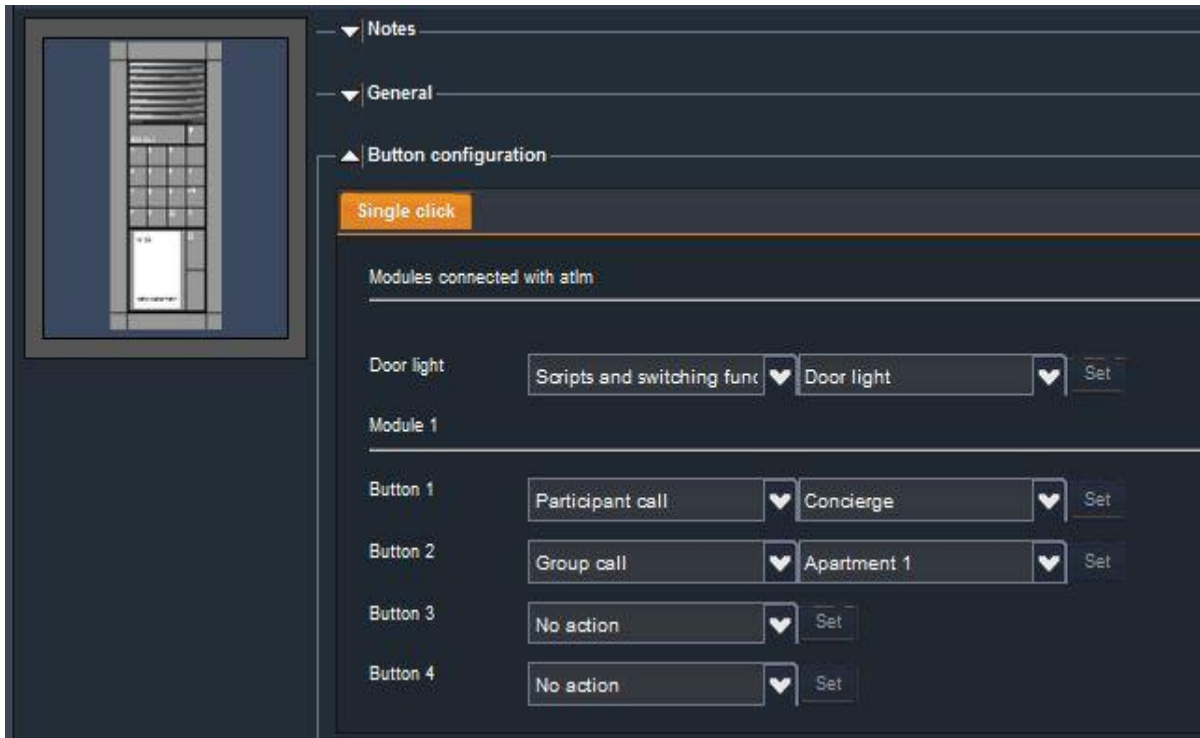 Notes
General
Button configuration
Single click
Modules connected with atlm
Door light Scripts and switching func Door light Set
Module 1
Button 1 Participant call Concierge Set
Button 2 Group call Apartment 1 Set
Button 3 No action Set
Button 4 No action Set